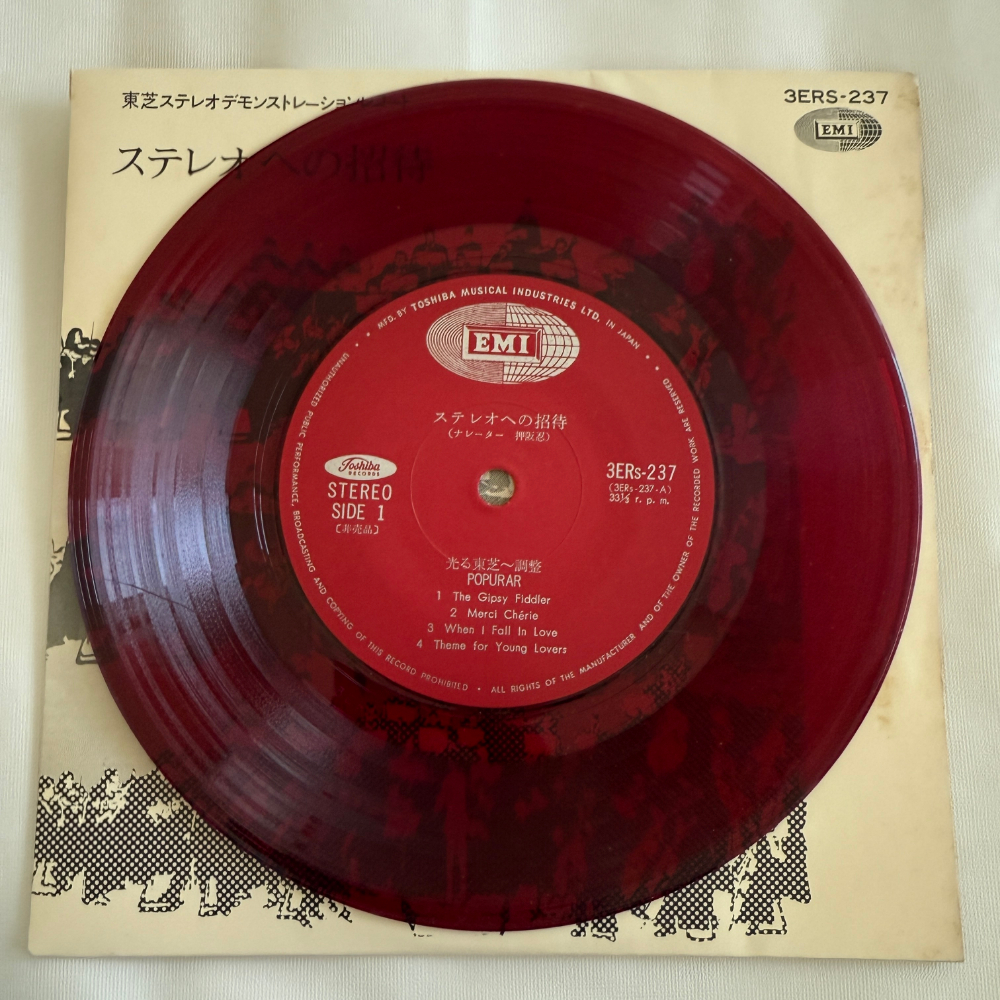 東芝ステレオデモンストレーションレコード
3ERS-237
EMI
ステレオへの招待
MFD. BY TOSHIBA MUSICAL INDUSTRIES LTD. IN JAPAN
EMI
ステレオへの招待
(ナレーター 押阪忍)
Toshiba
RECORDS
STEREO
SIDE 1
〔非売品〕
3ERs-237
(3ERs-237-A)
33⅓ r. p. m.
光る東芝～調整
POPURAR
1 The Gipsy Fiddler
2 Merci Chérie
3 When I Fall In Love
4 Theme for Young Lovers
UNAUTHORIZED PUBLIC PERFORMANCE, BROADCASTING AND COPYING OF THIS RECORD PROHIBITED • ALL RIGHTS OF THE MANUFACTURER AND OF THE OWNER OF THE RECORDED WORK ARE RESERVED